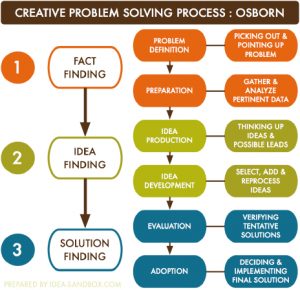 CREATIVE PROBLEM SOLVING PROCESS : OSBORN
1
FACT
FINDING
PROBLEM
DEFINITION
PICKING OUT &
POINTING UP
PROBLEM
PREPARATION
GATHER &
ANALYZE
PERTINENT DATA
2
IDEA
FINDING
IDEA
PRODUCTION
THINKING UP
IDEAS &
POSSIBLE LEADS
IDEA
DEVELOPMENT
SELECT, ADD &
REPROCESS
IDEAS
3
SOLUTION
FINDING
EVALUATION
VERIFYING
TENTATIVE
SOLUTIONS
ADOPTION
DECIDING &
IMPLEMENTING
FINAL SOLUTION
PREPARED BY IDEA-SANDBOX.COM